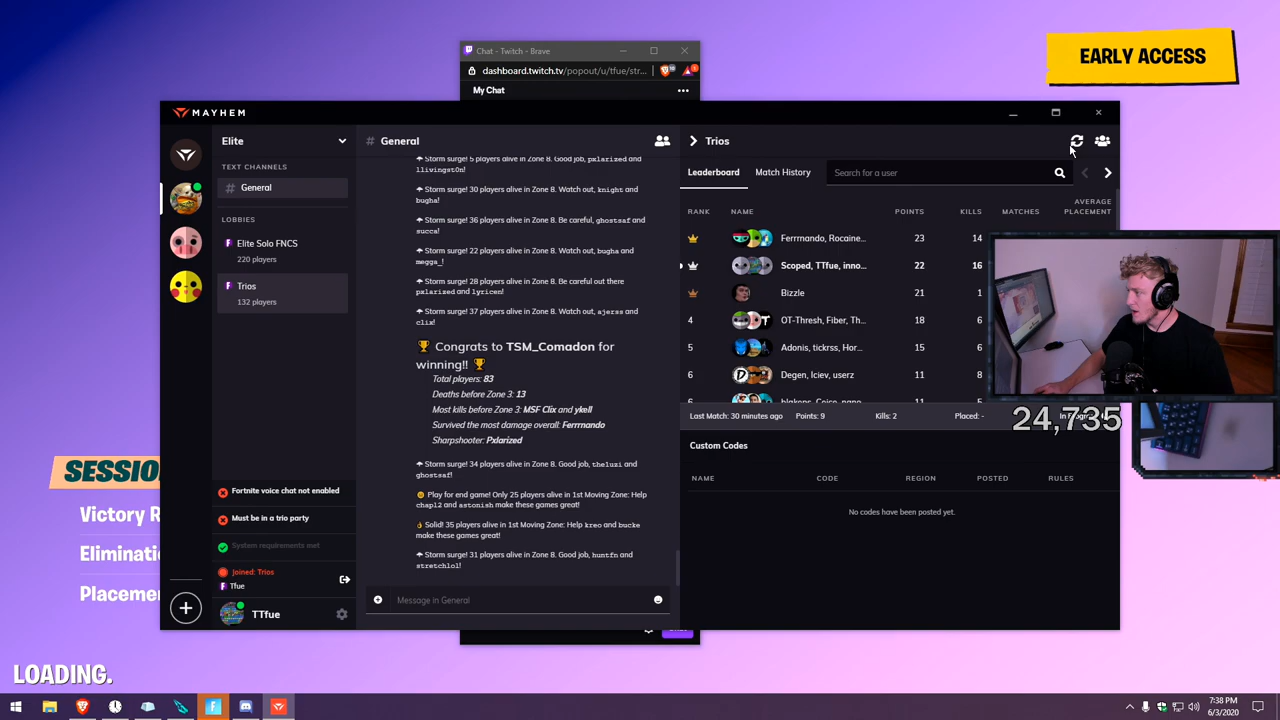 EARLY ACCESS
Chat - Twitch - Brave
dashboard.twitch.tv/popout/u/tfue/str...
My Chat
MAYHEM
Elite
TEXT CHANNELS
# General
LOBBIES
Elite Solo FNCS
220 players
Trios
132 players
Fortnite voice chat not enabled
Must be in a trio party
System requirements met
Joined: Trios
Tfue
TTfue
# General
Storm surge! 5 players alive in Zone 8. Good job, pxlarized and
llivingst0n!
Storm surge! 30 players alive in Zone 8. Watch out, knight and
bugha!
Storm surge! 36 players alive in Zone 8. Be careful, ghostsaf and
succa!
Storm surge! 22 players alive in Zone 8. Watch out, bugha and
megga_!
Storm surge! 28 players alive in Zone 8. Be careful out there
pxlarized and lyricen!
Storm surge! 37 players alive in Zone 8. Watch out, ajerss and
clix!
Congrats to TSM_Comadon for
winning!!
Total players: 83
Deaths before Zone 3: 13
Most kills before Zone 3: MSF Clix and ykell
Survived the most damage overall: Ferrrnando
Sharpshooter: Pxlarized
Storm surge! 34 players alive in Zone 8. Good job, theluzi and
ghostsaf!
Play for end game! Only 25 players alive in 1st Moving Zone: Help
chapl2 and astonish make these games great!
Solid! 35 players alive in 1st Moving Zone: Help kreo and bucke
make these games great!
Storm surge! 31 players alive in Zone 8. Good job, huntfn and
stretchlol!
Message in General
Trios
Leaderboard Match History Search for a user
RANK NAME POINTS KILLS MATCHES AVERAGE PLACEMENT
Ferrrnando, Rocaine... 23 14
Scoped, TTfue, inno... 22 16
Bizzle 21 1
4 OT-Thresh, Fiber, Th... 18 6
5 Adonis, tickrss, Hor... 15 6
6 Degen, lciev, userz 11 8
Last Match: 30 minutes ago Points: 9 Kills: 2 Placed: -
24,735
Custom Codes
NAME CODE REGION POSTED RULES
No codes have been posted yet.
SESSIO
Victory R
Eliminati
Placeme
LOADING.
7:38 PM
6/3/2020